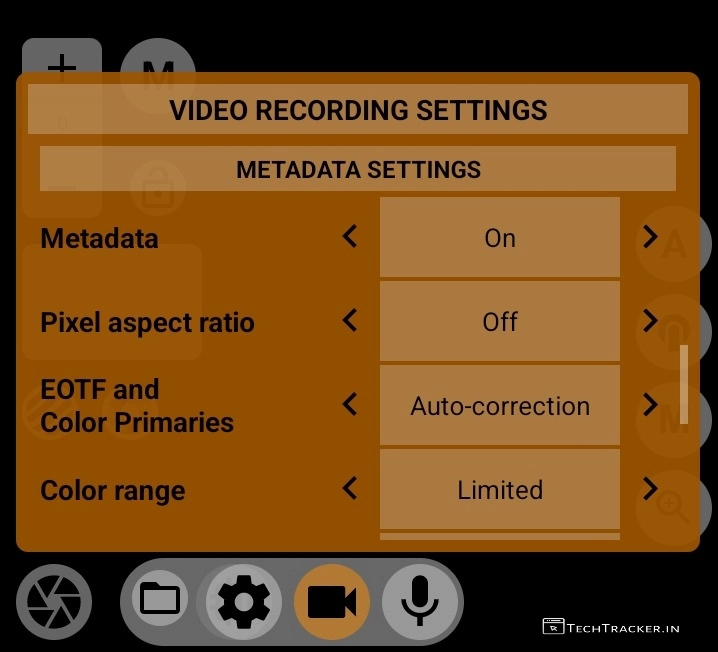 M
VIDEO RECORDING SETTINGS
METADATA SETTINGS
Metadata
On
Pixel aspect ratio
Off
EOTF and
Color Primaries
Auto-correction
Color range
Limited
A
M
TECHTRACKER.IN